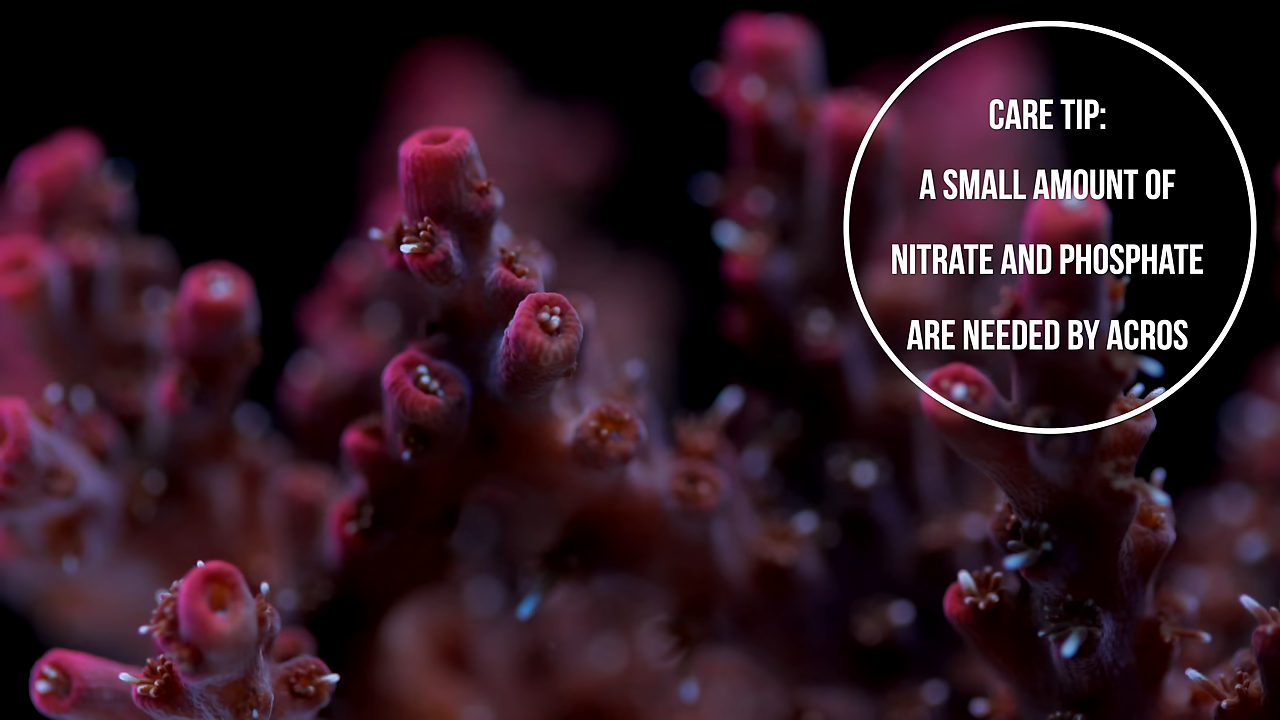 CARE TIP:
A SMALL AMOUNT OF
NITRATE AND PHOSPHATE
ARE NEEDED BY ACROS